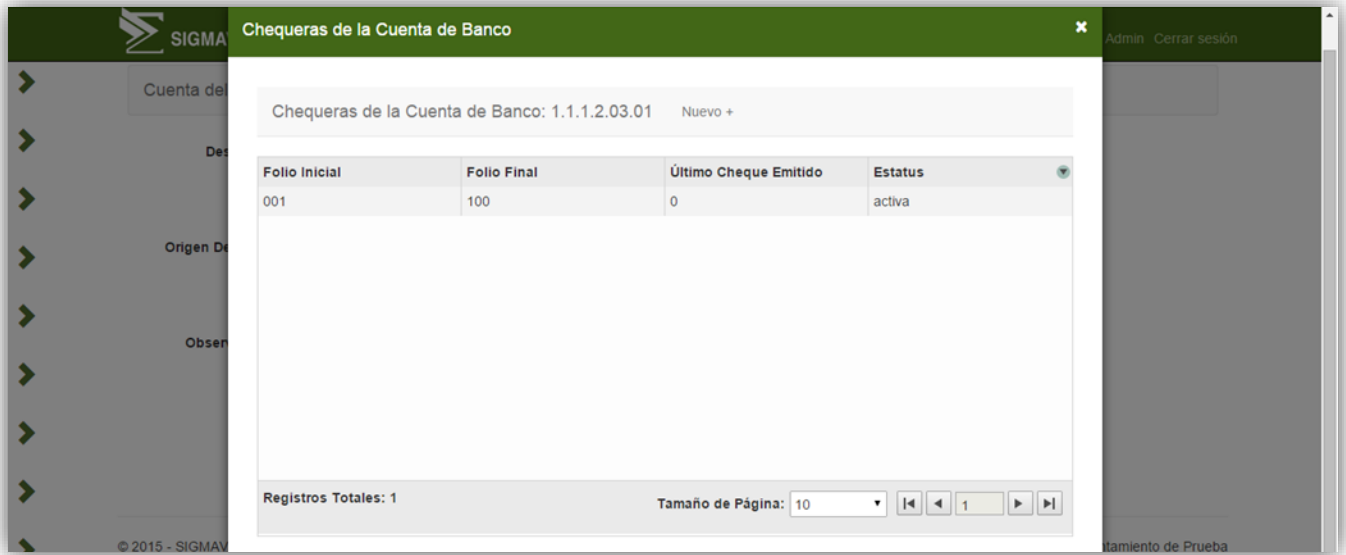 SIGMAV
Chequeras de la Cuenta de Banco
Admin Cerrar sesión
Cuenta del
Chequeras de la Cuenta de Banco: 1.1.1.2.03.01 Nuevo +
Des
Folio Inicial Folio Final Último Cheque Emitido Estatus
001 100 0 activa
Origen De
Obser
Registros Totales: 1 Tamaño de Página: 10 1
© 2015 - SIGMAV ntamiento de Prueba